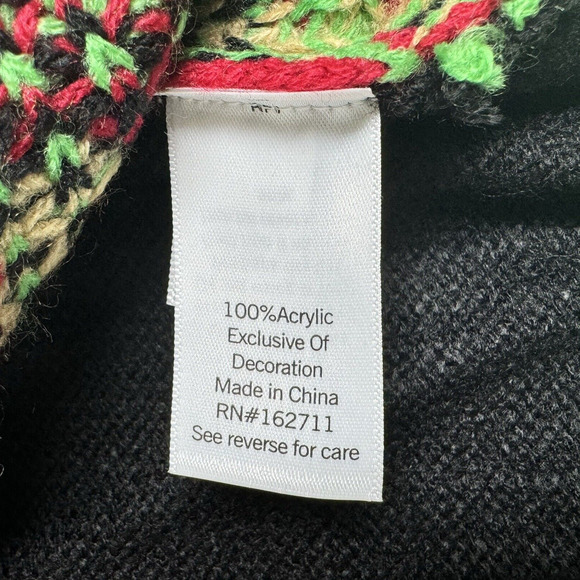 100%Acrylic
Exclusive Of
Decoration
Made in China
RN#162711
See reverse for care